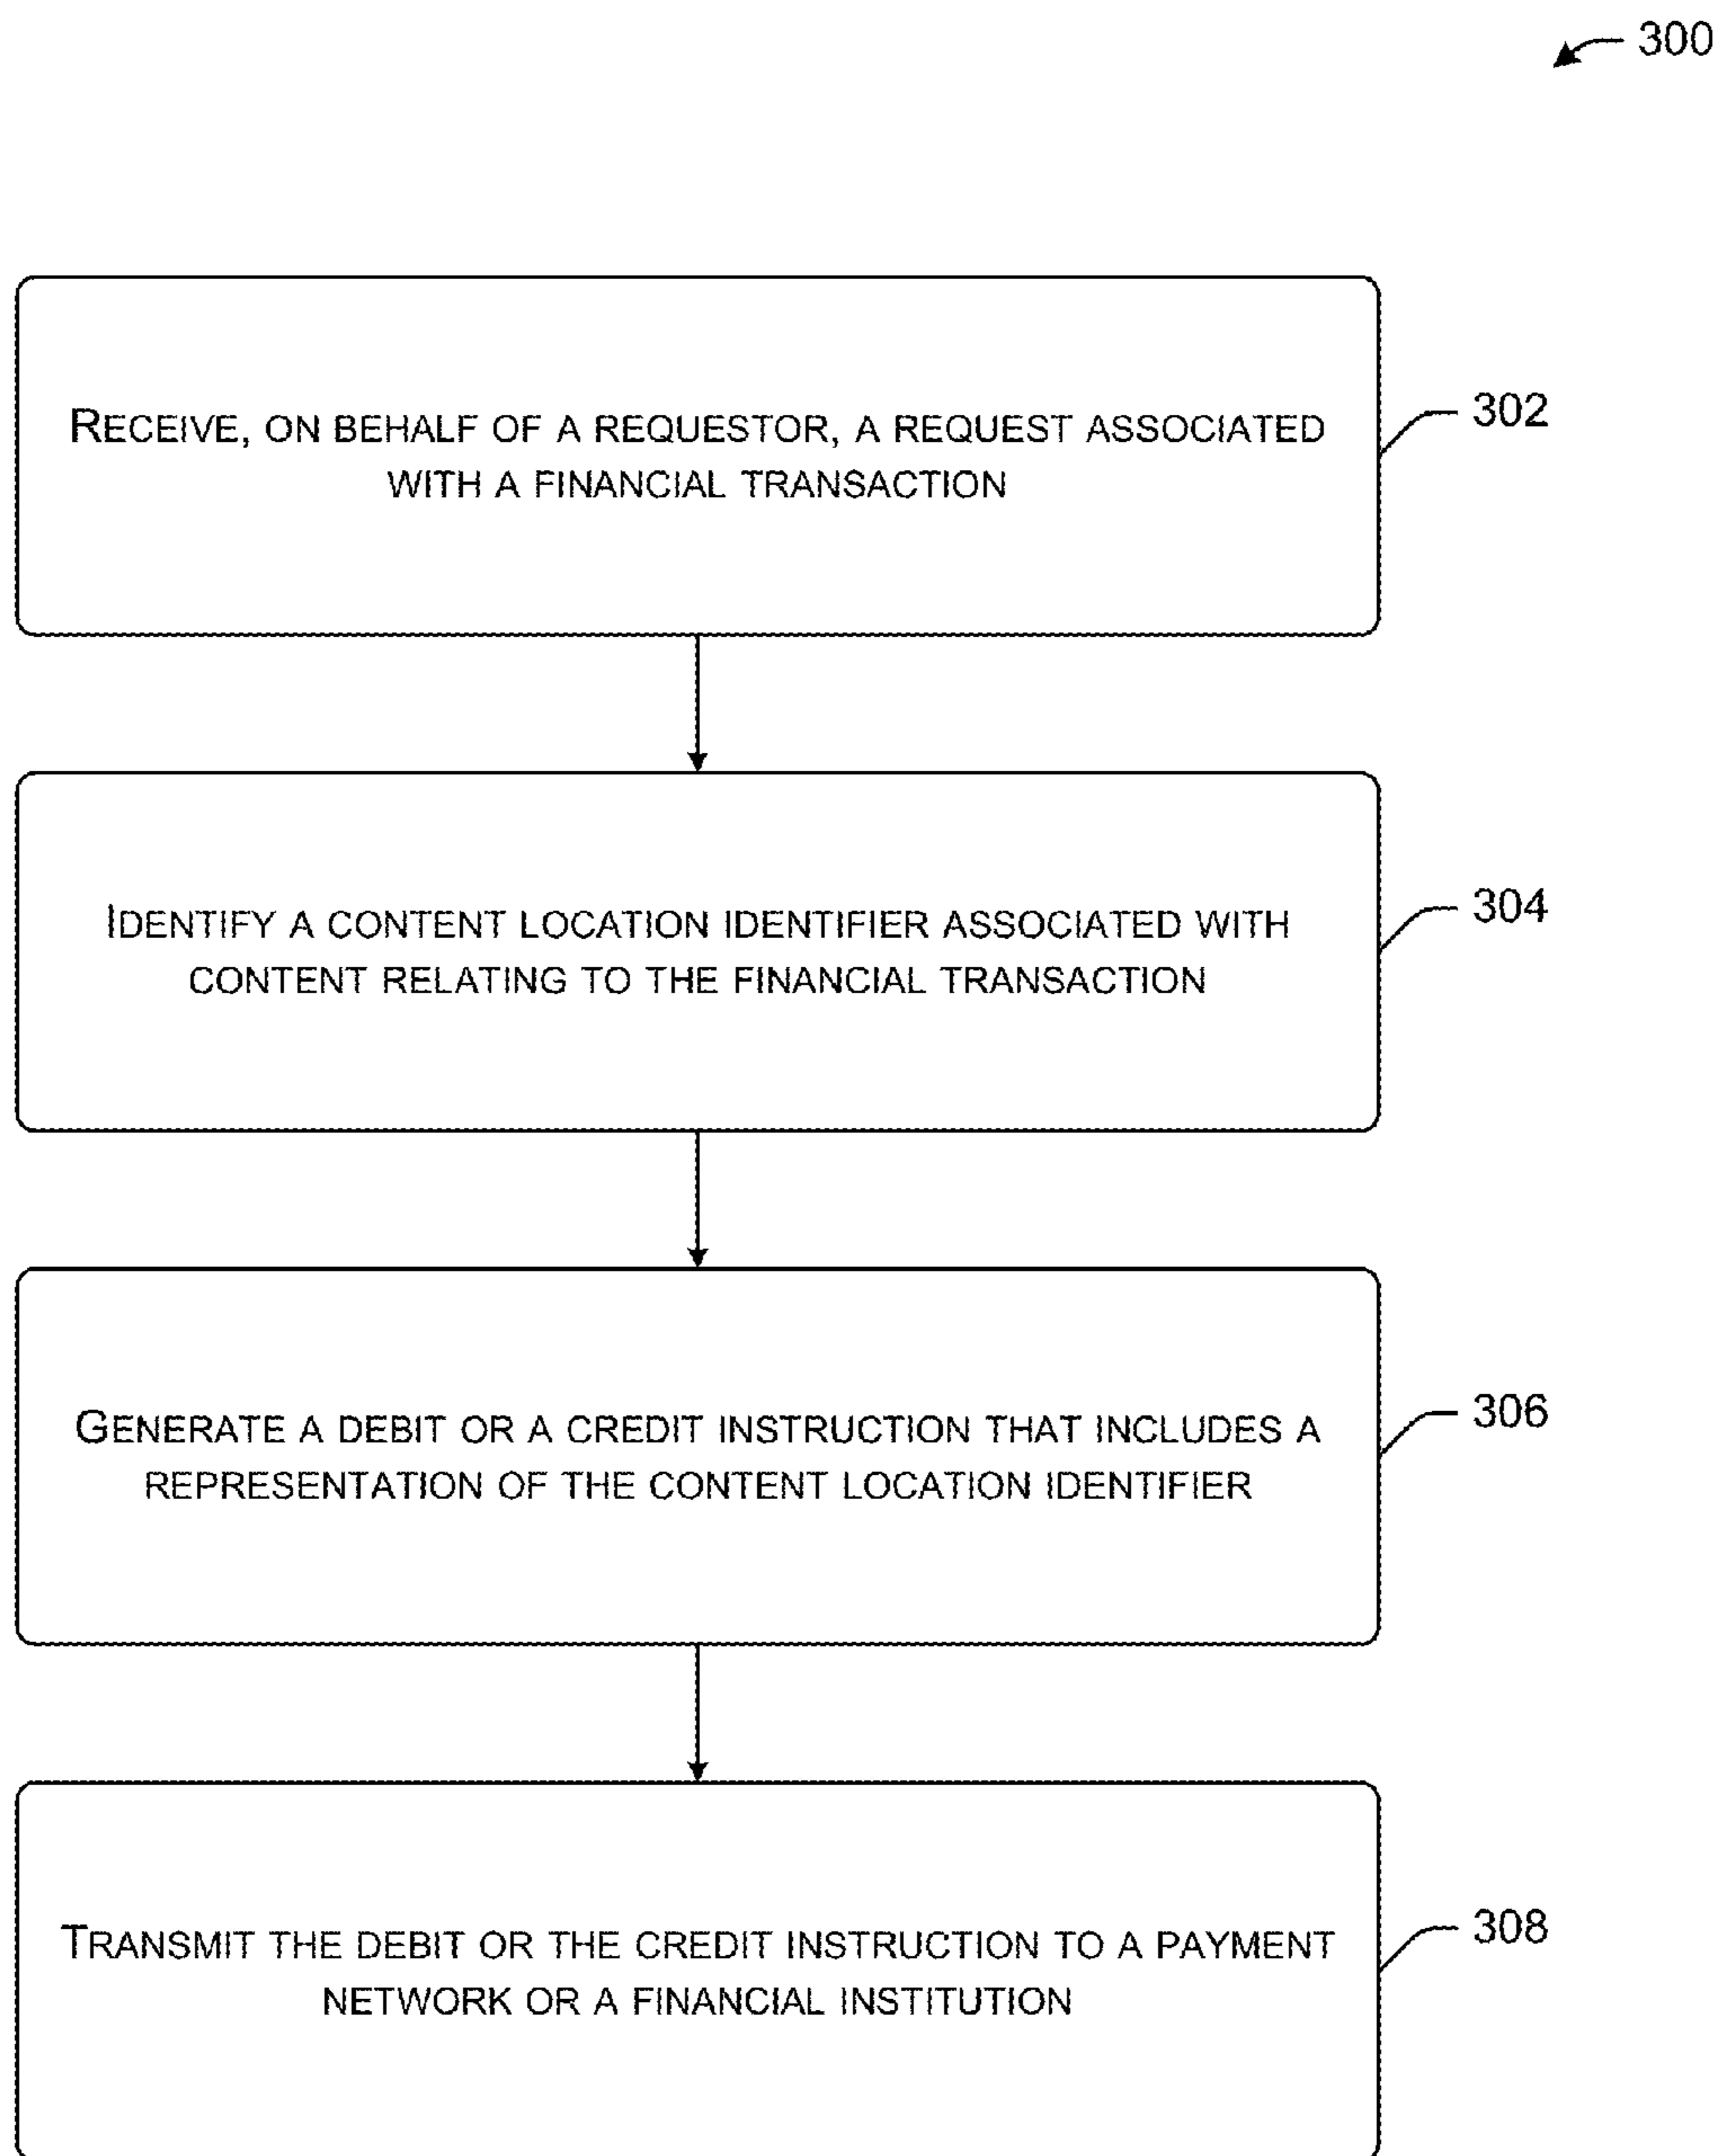 300
RECEIVE, ON BEHALF OF A REQUESTOR, A REQUEST ASSOCIATED
WITH A FINANCIAL TRANSACTION
302
IDENTIFY A CONTENT LOCATION IDENTIFIER ASSOCIATED WITH
CONTENT RELATING TO THE FINANCIAL TRANSACTION
304
GENERATE A DEBIT OR A CREDIT INSTRUCTION THAT INCLUDES A
REPRESENTATION OF THE CONTENT LOCATION IDENTIFIER
306
TRANSMIT THE DEBIT OR THE CREDIT INSTRUCTION TO A PAYMENT
NETWORK OR A FINANCIAL INSTITUTION
308